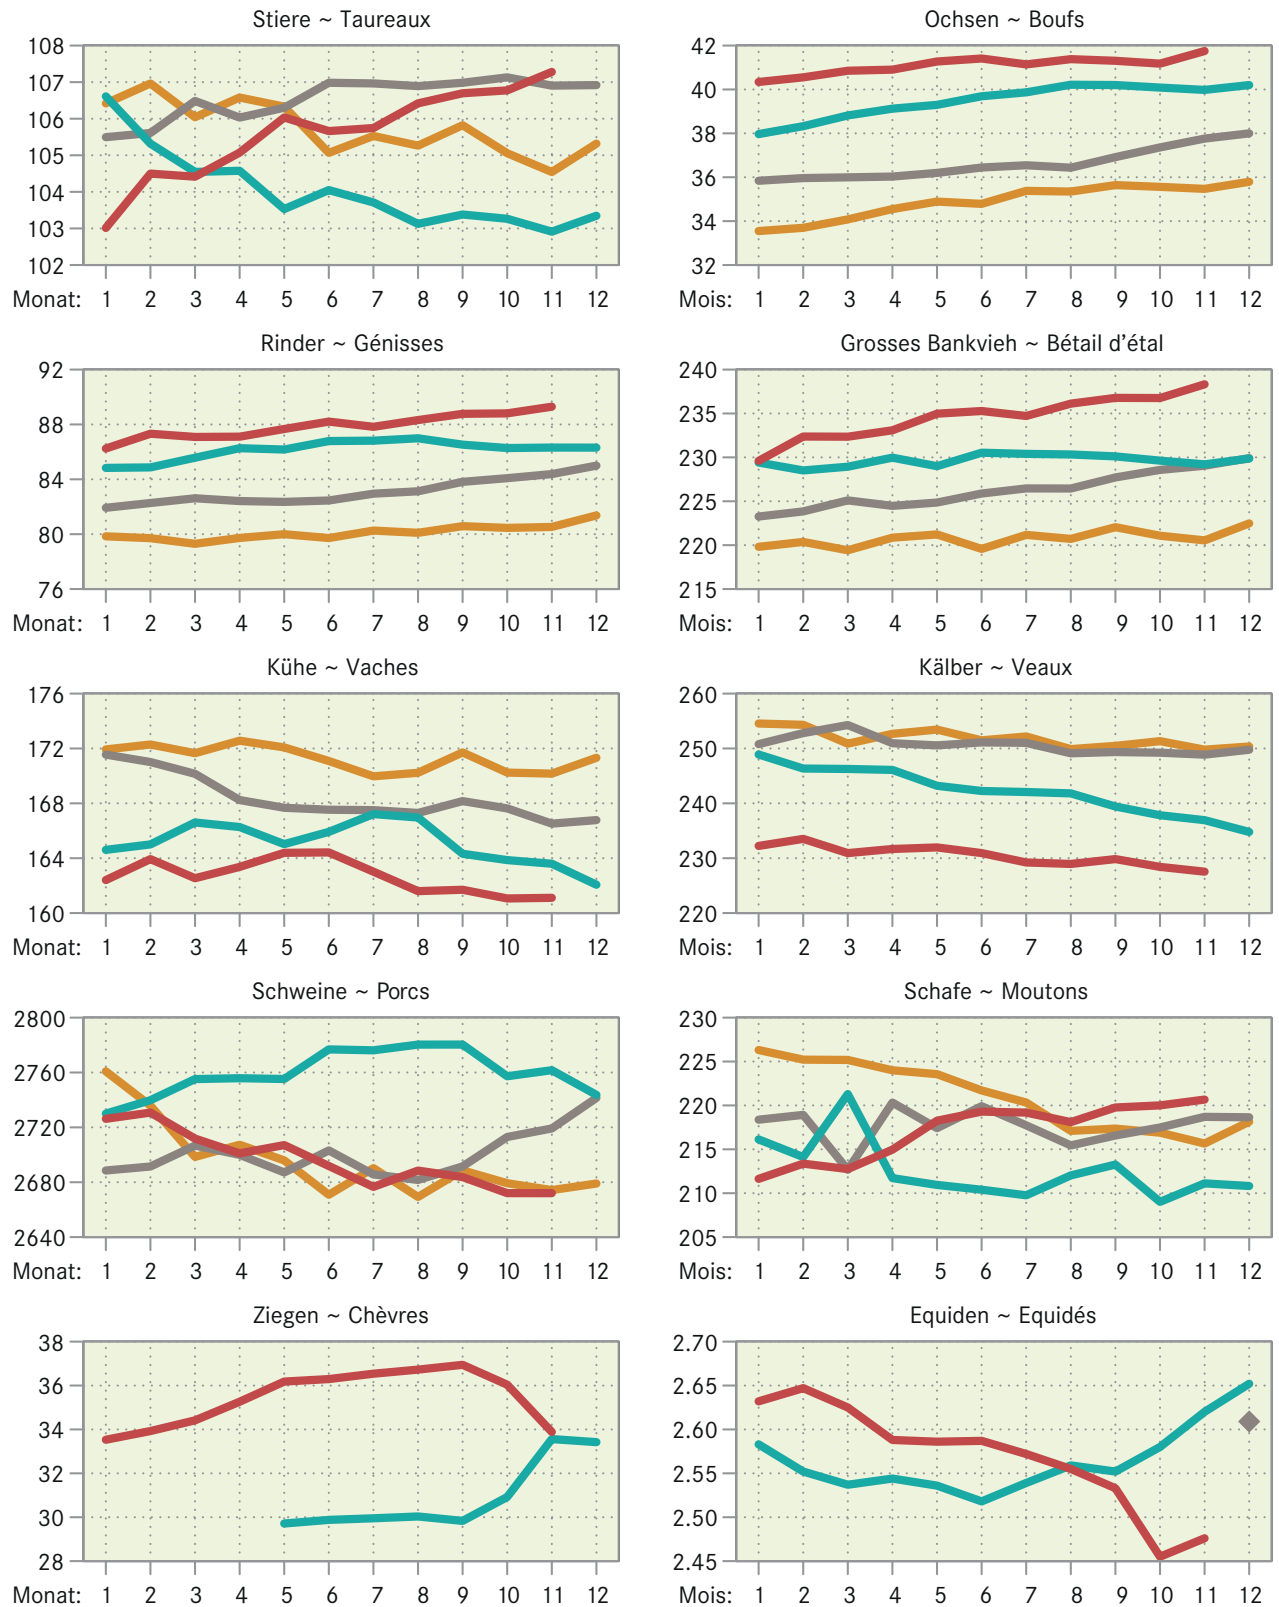 Stiere ~ Taureaux
108
107
106
105
104
103
102
Monat: 1 2 3 4 5 6 7 8 9 10 11 12
Ochsen ~ Boufs
42
40
38
36
34
32
Mois: 1 2 3 4 5 6 7 8 9 10 11 12
Rinder ~ Génisses
92
88
84
80
76
Monat: 1 2 3 4 5 6 7 8 9 10 11 12
Grosses Bankvieh ~ Bétail d'étal
240
235
230
225
220
215
Mois: 1 2 3 4 5 6 7 8 9 10 11 12
Kühe ~ Vaches
176
172
168
164
160
Monat: 1 2 3 4 5 6 7 8 9 10 11 12
Kälber ~ Veaux
260
250
240
230
220
Mois: 1 2 3 4 5 6 7 8 9 10 11 12
Schweine ~ Porcs
2800
2760
2720
2680
2640
Monat: 1 2 3 4 5 6 7 8 9 10 11 12
Schafe ~ Moutons
230
225
220
215
210
205
Mois: 1 2 3 4 5 6 7 8 9 10 11 12
Ziegen ~ Chèvres
38
36
34
32
30
28
Monat: 1 2 3 4 5 6 7 8 9 10 11 12
Equiden ~ Equidés
2.70
2.65
2.60
2.55
2.50
2.45
Mois: 1 2 3 4 5 6 7 8 9 10 11 12